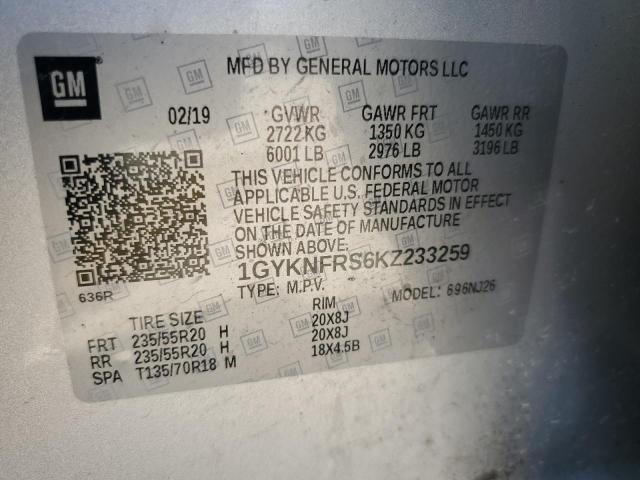 GM
MFD BY GENERAL MOTORS LLC
02/19 GVWR GAWR FRT GAWR RR
2722 KG 1350 KG 1450 KG
6001 LB 2976 LB 3196 LB
THIS VEHICLE CONFORMS TO ALL
APPLICABLE U.S. FEDERAL MOTOR
VEHICLE SAFETY STANDARDS IN EFFECT
ON THE DATE OF MANUFACTURE
SHOWN ABOVE.
1GYKNFRS6KZ233259
636R
TYPE: M.P.V. MODEL: 696NJ26
TIRE SIZE RIM
FRT 235/55R20 H 20X8J
RR 235/55R20 H 20X8J
SPA T135/70R18 M 18X4.5B